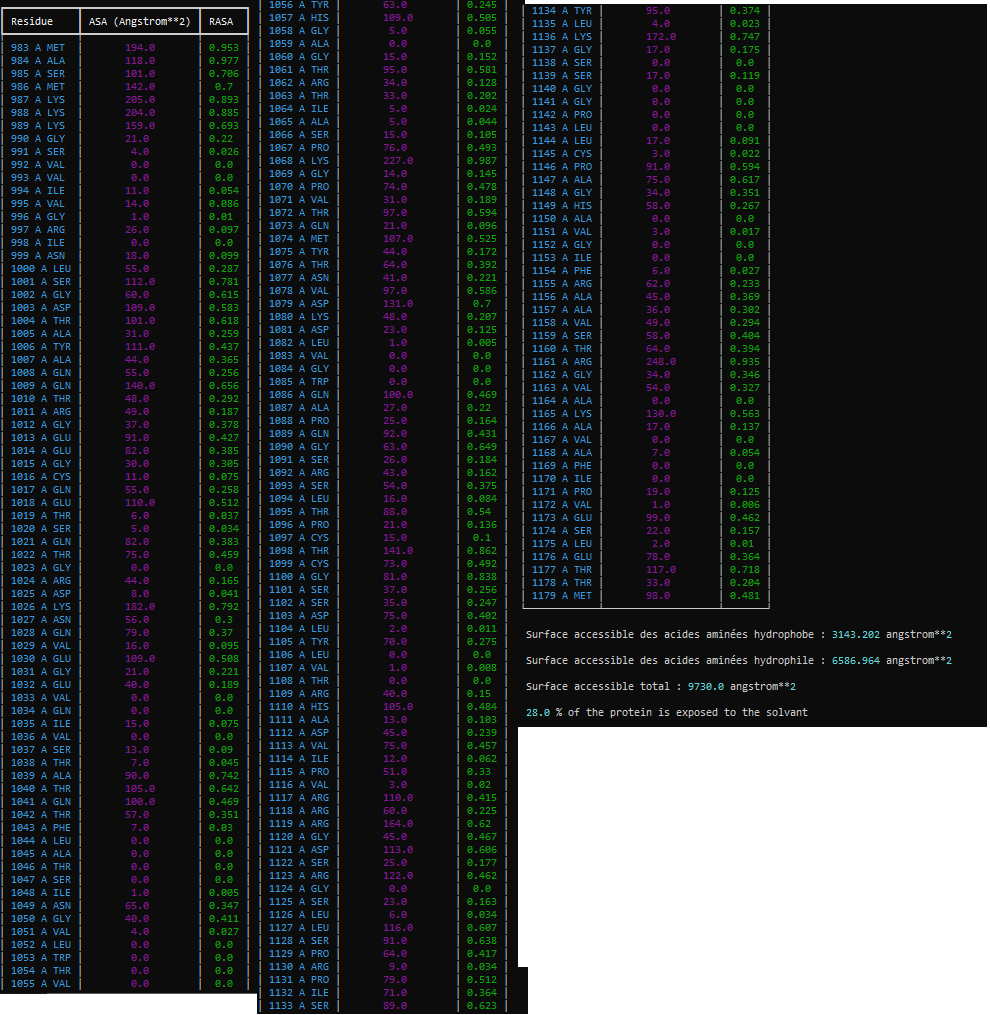 Residue | ASA (Angstrom**2) | RASA
983 A MET | 194.0 | 0.953
984 A ALA | 118.0 | 0.977
985 A SER | 101.0 | 0.706
986 A MET | 142.0 | 0.7
987 A LYS | 205.0 | 0.893
988 A LYS | 204.0 | 0.885
989 A LYS | 159.0 | 0.693
990 A GLY | 21.0 | 0.22
991 A SER | 4.0 | 0.026
992 A VAL | 0.0 | 0.0
993 A VAL | 0.0 | 0.0
994 A ILE | 11.0 | 0.054
995 A VAL | 14.0 | 0.086
996 A GLY | 1.0 | 0.01
997 A ARG | 26.0 | 0.097
998 A ILE | 0.0 | 0.0
999 A ASN | 18.0 | 0.099
1000 A LEU | 55.0 | 0.287
1001 A SER | 112.0 | 0.781
1002 A GLY | 60.0 | 0.615
1003 A ASP | 109.0 | 0.583
1004 A THR | 101.0 | 0.618
1005 A ALA | 31.0 | 0.259
1006 A TYR | 111.0 | 0.437
1007 A ALA | 44.0 | 0.365
1008 A GLN | 55.0 | 0.256
1009 A GLN | 140.0 | 0.656
1010 A THR | 48.0 | 0.292
1011 A ARG | 49.0 | 0.187
1012 A GLY | 37.0 | 0.378
1013 A GLU | 91.0 | 0.427
1014 A GLU | 82.0 | 0.385
1015 A GLY | 30.0 | 0.305
1016 A CYS | 11.0 | 0.075
1017 A GLN | 55.0 | 0.258
1018 A GLU | 110.0 | 0.512
1019 A THR | 6.0 | 0.037
1020 A SER | 5.0 | 0.034
1021 A GLN | 82.0 | 0.383
1022 A THR | 75.0 | 0.459
1023 A GLY | 0.0 | 0.0
1024 A ARG | 44.0 | 0.165
1025 A ASP | 8.0 | 0.041
1026 A LYS | 182.0 | 0.792
1027 A ASN | 56.0 | 0.3
1028 A GLN | 79.0 | 0.37
1029 A VAL | 16.0 | 0.095
1030 A GLU | 109.0 | 0.508
1031 A GLY | 21.0 | 0.221
1032 A GLU | 40.0 | 0.189
1033 A VAL | 0.0 | 0.0
1034 A GLN | 0.0 | 0.0
1035 A ILE | 15.0 | 0.075
1036 A VAL | 0.0 | 0.0
1037 A SER | 13.0 | 0.09
1038 A THR | 7.0 | 0.045
1039 A ALA | 90.0 | 0.742
1040 A THR | 105.0 | 0.642
1041 A GLN | 100.0 | 0.469
1042 A THR | 57.0 | 0.351
1043 A PHE | 7.0 | 0.03
1044 A LEU | 0.0 | 0.0
1045 A ALA | 0.0 | 0.0
1046 A THR | 0.0 | 0.0
1047 A SER | 0.0 | 0.0
1048 A ILE | 1.0 | 0.005
1049 A ASN | 65.0 | 0.347
1050 A GLY | 40.0 | 0.411
1051 A VAL | 4.0 | 0.027
1052 A LEU | 0.0 | 0.0
1053 A TRP | 0.0 | 0.0
1054 A THR | 0.0 | 0.0
1055 A VAL | 0.0 | 0.0
1056 A TYR | 63.0 | 0.245
1057 A HIS | 109.0 | 0.505
1058 A GLY | 5.0 | 0.055
1059 A ALA | 0.0 | 0.0
1060 A GLY | 15.0 | 0.152
1061 A THR | 95.0 | 0.581
1062 A ARG | 34.0 | 0.128
1063 A THR | 33.0 | 0.202
1064 A ILE | 5.0 | 0.024
1065 A ALA | 5.0 | 0.044
1066 A SER | 15.0 | 0.105
1067 A PRO | 76.0 | 0.493
1068 A LYS | 227.0 | 0.987
1069 A GLY | 14.0 | 0.145
1070 A PRO | 74.0 | 0.478
1071 A VAL | 31.0 | 0.189
1072 A THR | 97.0 | 0.594
1073 A GLN | 21.0 | 0.096
1074 A MET | 107.0 | 0.525
1075 A TYR | 44.0 | 0.172
1076 A THR | 64.0 | 0.392
1077 A ASN | 41.0 | 0.221
1078 A VAL | 97.0 | 0.586
1079 A ASP | 131.0 | 0.7
1080 A LYS | 48.0 | 0.207
1081 A ASP | 23.0 | 0.125
1082 A LEU | 1.0 | 0.005
1083 A VAL | 0.0 | 0.0
1084 A GLY | 0.0 | 0.0
1085 A TRP | 0.0 | 0.0
1086 A GLN | 100.0 | 0.469
1087 A ALA | 27.0 | 0.22
1088 A PRO | 25.0 | 0.164
1089 A GLN | 92.0 | 0.431
1090 A GLY | 63.0 | 0.649
1091 A SER | 26.0 | 0.184
1092 A ARG | 43.0 | 0.162
1093 A SER | 54.0 | 0.375
1094 A LEU | 16.0 | 0.084
1095 A THR | 88.0 | 0.54
1096 A PRO | 21.0 | 0.136
1097 A CYS | 15.0 | 0.1
1098 A THR | 141.0 | 0.862
1099 A CYS | 73.0 | 0.492
1100 A GLY | 81.0 | 0.838
1101 A SER | 37.0 | 0.256
1102 A SER | 35.0 | 0.247
1103 A ASP | 75.0 | 0.402
1104 A LEU | 2.0 | 0.011
1105 A TYR | 70.0 | 0.275
1106 A LEU | 0.0 | 0.0
1107 A VAL | 1.0 | 0.008
1108 A THR | 0.0 | 0.0
1109 A ARG | 40.0 | 0.15
1110 A HIS | 105.0 | 0.484
1111 A ALA | 13.0 | 0.103
1112 A ASP | 45.0 | 0.239
1113 A VAL | 75.0 | 0.457
1114 A ILE | 12.0 | 0.062
1115 A PRO | 51.0 | 0.33
1116 A VAL | 3.0 | 0.02
1117 A ARG | 110.0 | 0.415
1118 A ARG | 60.0 | 0.225
1119 A ARG | 164.0 | 0.62
1120 A GLY | 45.0 | 0.467
1121 A ASP | 113.0 | 0.606
1122 A SER | 25.0 | 0.177
1123 A ARG | 122.0 | 0.462
1124 A GLY | 0.0 | 0.0
1125 A SER | 23.0 | 0.163
1126 A LEU | 6.0 | 0.034
1127 A LEU | 116.0 | 0.607
1128 A SER | 91.0 | 0.638
1129 A PRO | 64.0 | 0.417
1130 A ARG | 9.0 | 0.034
1131 A PRO | 79.0 | 0.512
1132 A ILE | 71.0 | 0.364
1133 A SER | 89.0 | 0.623
1134 A TYR | 95.0 | 0.374
1135 A LEU | 4.0 | 0.023
1136 A LYS | 172.0 | 0.747
1137 A GLY | 17.0 | 0.175
1138 A SER | 0.0 | 0.0
1139 A SER | 17.0 | 0.119
1140 A GLY | 0.0 | 0.0
1141 A GLY | 0.0 | 0.0
1142 A PRO | 0.0 | 0.0
1143 A LEU | 0.0 | 0.0
1144 A LEU | 17.0 | 0.091
1145 A CYS | 3.0 | 0.022
1146 A PRO | 91.0 | 0.594
1147 A ALA | 75.0 | 0.617
1148 A GLY | 34.0 | 0.351
1149 A HIS | 58.0 | 0.267
1150 A ALA | 0.0 | 0.0
1151 A VAL | 3.0 | 0.017
1152 A GLY | 0.0 | 0.0
1153 A ILE | 0.0 | 0.0
1154 A PHE | 6.0 | 0.027
1155 A ARG | 62.0 | 0.233
1156 A ALA | 45.0 | 0.369
1157 A ALA | 36.0 | 0.302
1158 A VAL | 49.0 | 0.294
1159 A SER | 58.0 | 0.404
1160 A THR | 64.0 | 0.394
1161 A ARG | 248.0 | 0.935
1162 A GLY | 34.0 | 0.346
1163 A VAL | 54.0 | 0.327
1164 A ALA | 0.0 | 0.0
1165 A LYS | 130.0 | 0.563
1166 A ALA | 17.0 | 0.137
1167 A VAL | 0.0 | 0.0
1168 A ALA | 7.0 | 0.054
1169 A PHE | 0.0 | 0.0
1170 A ILE | 0.0 | 0.0
1171 A PRO | 19.0 | 0.125
1172 A VAL | 1.0 | 0.006
1173 A GLU | 99.0 | 0.462
1174 A SER | 22.0 | 0.157
1175 A LEU | 2.0 | 0.01
1176 A GLU | 78.0 | 0.364
1177 A THR | 117.0 | 0.718
1178 A THR | 33.0 | 0.204
1179 A MET | 98.0 | 0.481
Surface accessible des acides aminées hydrophobe : 3143.202 angstrom**2
Surface accessible des acides aminées hydrophile : 6586.964 angstrom**2
Surface accessible total : 9730.0 angstrom**2
28.0 % of the protein is exposed to the solvant